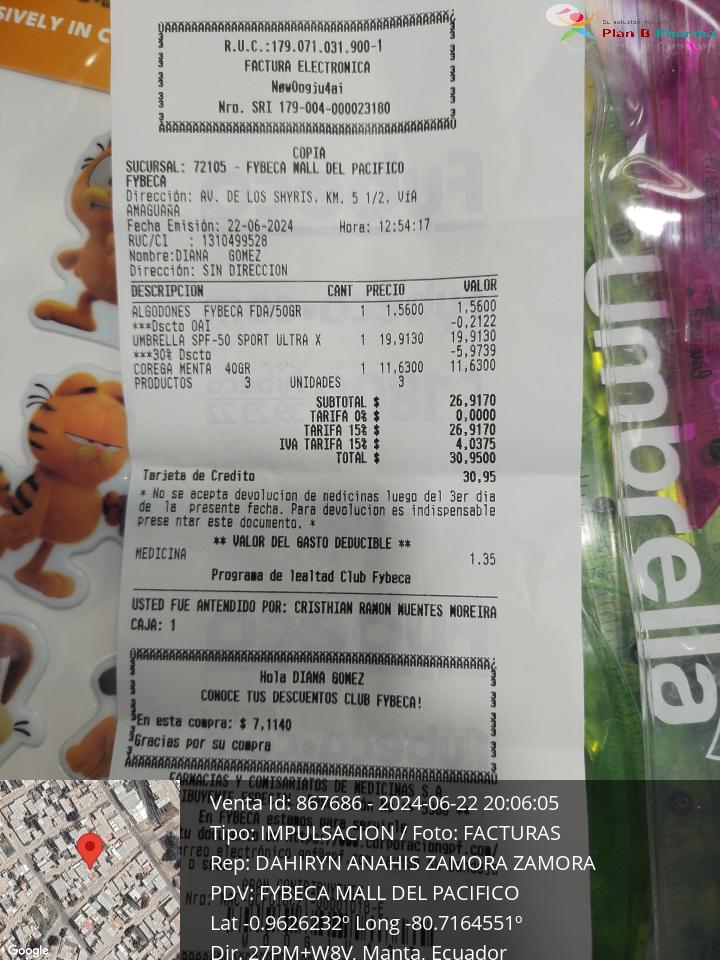 SIVELY IN C
Plan B Pharma
R.U.C.:179.071.031.900-1
FACTURA ELECTRONICA
NøwOogju4ai
Nro. SRI 179-004-000023180
COPIA
SUCURSAL: 72105 - FYBECA MALL DEL PACIFICO
FYBECA
Dirección: AV. DE LOS SHYRIS, KM. 5 1/2, VíA
AMAGUAÑA
Fecha Emisión: 22-06-2024 Hora: 12:54:17
RUC/CI : 1310499528
Nombre:DIANA GOMEZ
Dirección: SIN DIRECCION
DESCRIPCION CANT PRECIO VALOR
ALGODONES FYBECA FDA/50GR 1 1,5600 1,5600
***Dscto OAI -0,2122
UMBRELLA SPF-50 SPORT ULTRA X 1 19,9130 19,9130
***30% Dscto -5,9739
COREGA MENTA 40GR 1 11,6300 11,6300
PRODUCTOS 3 UNIDADES 3
SUBTOTAL $ 26,9170
TARIFA 0% $ 0,0000
TARIFA 15% $ 26,9170
IVA TARIFA 15% $ 4,0375
TOTAL $ 30,9500
Tarjeta de Credito 30,95
* No se acepta devolucion de medicinas luego del 3er dia
de la presente fecha. Para devolucion es indispensable
prese ntar este documento. *
** VALOR DEL GASTO DEDUCIBLE **
MEDICINA 1.35
Programa de lealtad Club Fybeca
USTED FUE ANTENDIDO POR: CRISTHIAN RAMON MUENTES MOREIRA
CAJA: 1
Hola DIANA GOMEZ
CONOCE TUS DESCUENTOS CLUB FYBECA!
En esta compra: $ 7,1140
Gracias por su compra
FARMACIAS Y COMISARIATOS DE MEDICINAS S.A
En FYBECA estamos para servirle
Umbrella
Venta Id: 867686 - 2024-06-22 20:06:05
Tipo: IMPULSACION / Foto: FACTURAS
Rep: DAHIRYN ANAHIS ZAMORA ZAMORA
PDV: FYBECA MALL DEL PACIFICO
Lat -0.9626232º Long -80.7164551º
Dir. 27PM+W8V, Manta, Ecuador
Google